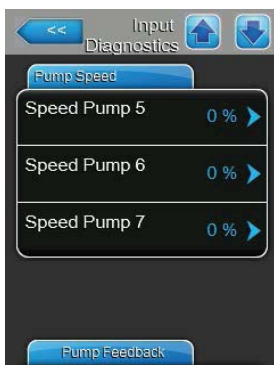 << Input
Diagnostics
Pump Speed
Speed Pump 5 0 %
Speed Pump 6 0 %
Speed Pump 7 0 %
Pump Feedback